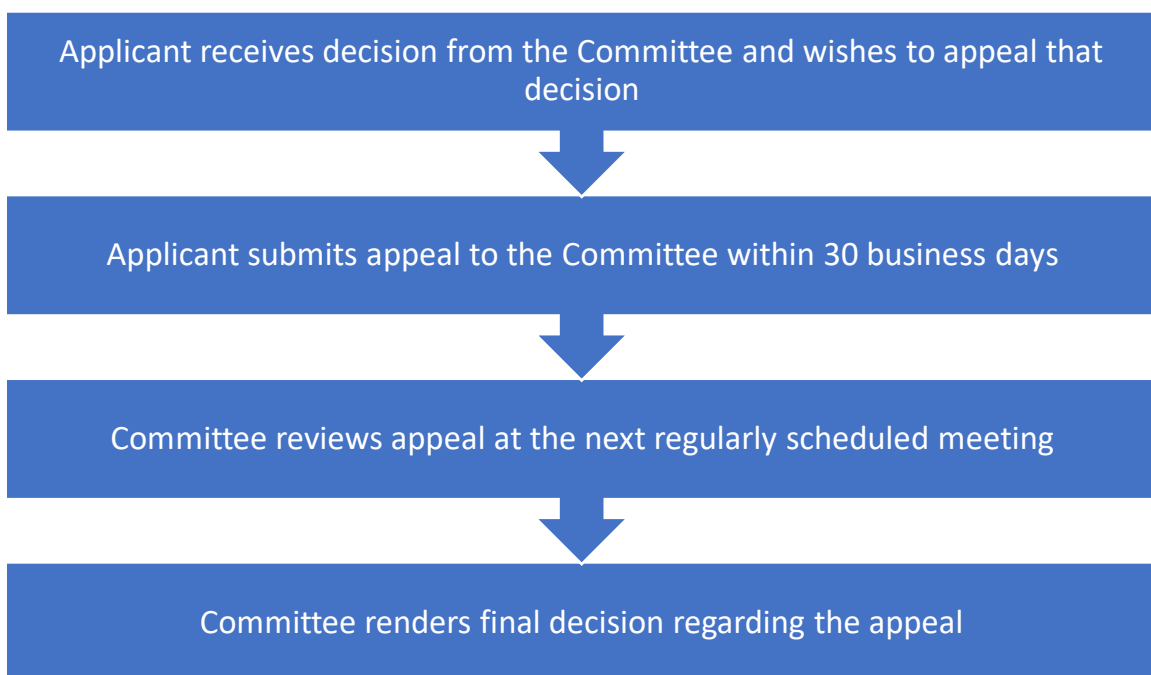 Applicant receives decision from the Committee and wishes to appeal that
decision
Applicant submits appeal to the Committee within 30 business days
Committee reviews appeal at the next regularly scheduled meeting
Committee renders final decision regarding the appeal